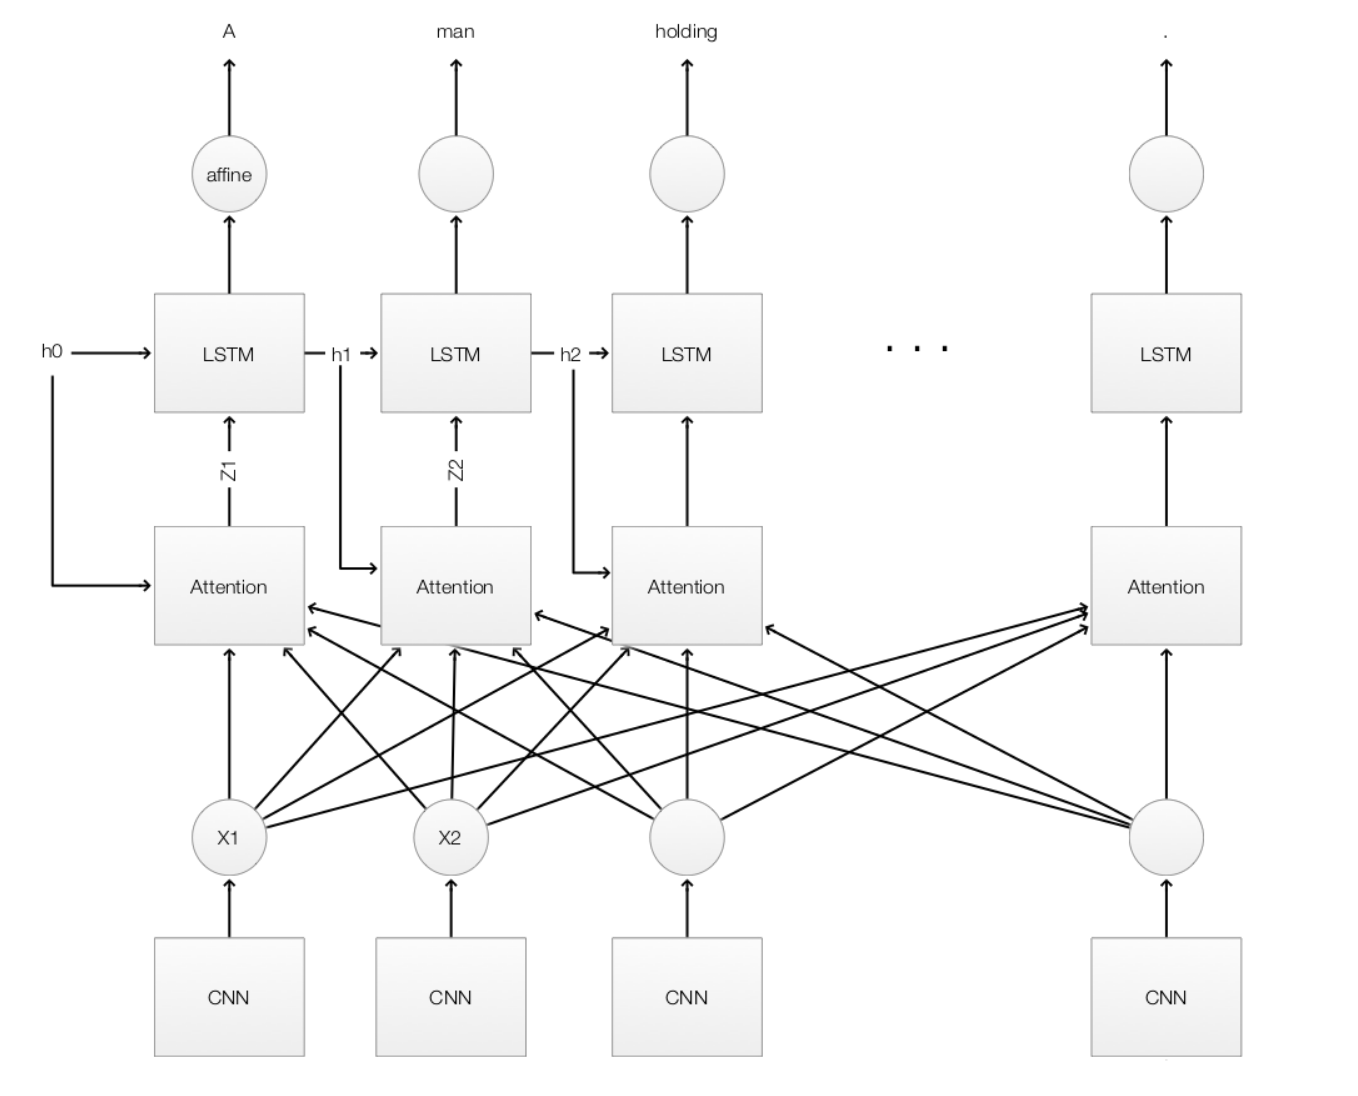 A man holding .
affine
h0 LSTM h1 LSTM h2 LSTM . . . LSTM
Z1 Z2
Attention Attention Attention Attention
X1 X2
CNN CNN CNN CNN